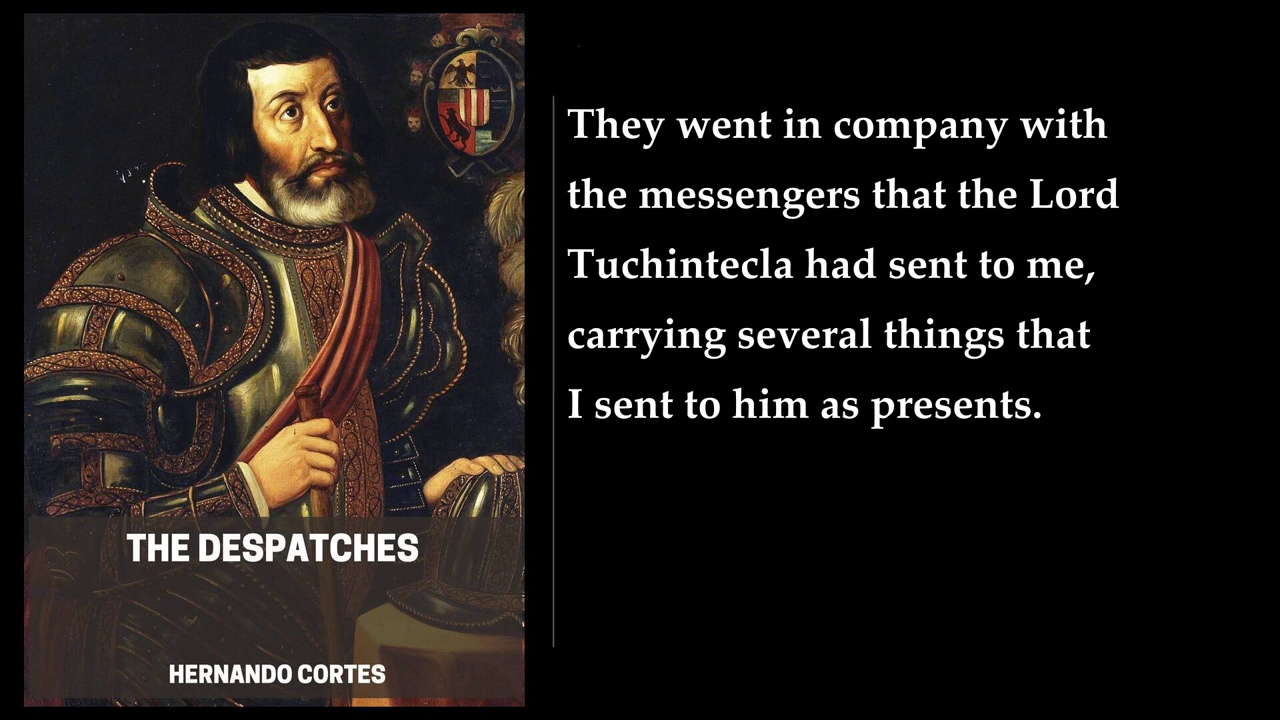 THE DESPATCHES
HERNANDO CORTES
They went in company with
the messengers that the Lord
Tuchintecla had sent to me,
carrying several things that
I sent to him as presents.